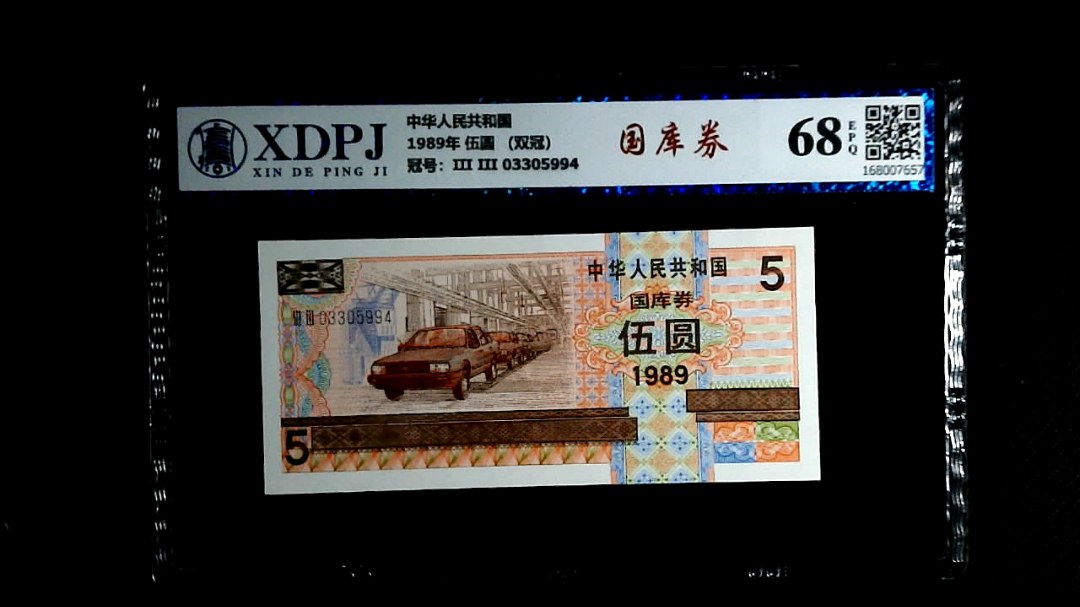 XDPJ
XIN DE PING JI
中华人民共和国
1989年 伍圆 （双冠）
冠号：III III 03305994
国库券
68
EPQ
168007657
中华人民共和国
国库券
伍圆
1989
5
03305994
5